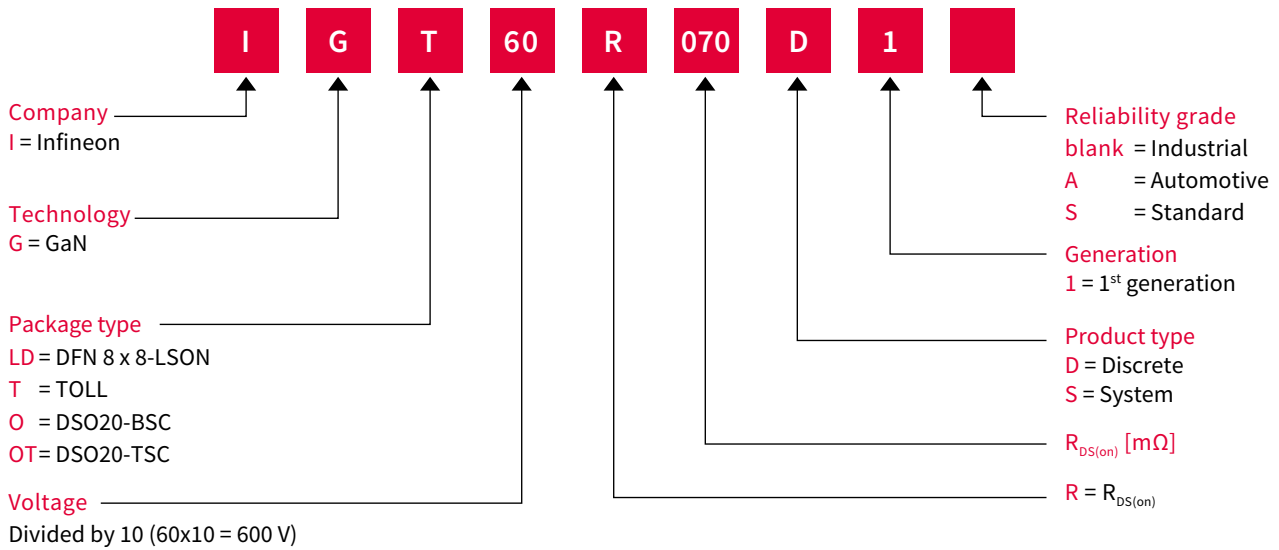 I G T 60 R 070 D 1
Company
I = Infineon
Technology
G = GaN
Package type
LD = DFN 8 x 8-LSON
T = TOLL
O = DSO20-BSC
OT = DSO20-TSC
Voltage
Divided by 10 (60x10 = 600 V)
Reliability grade
blank = Industrial
A = Automotive
S = Standard
Generation
1 = 1st generation
Product type
D = Discrete
S = System
RDS(on) [mΩ]
R = RDS(on)